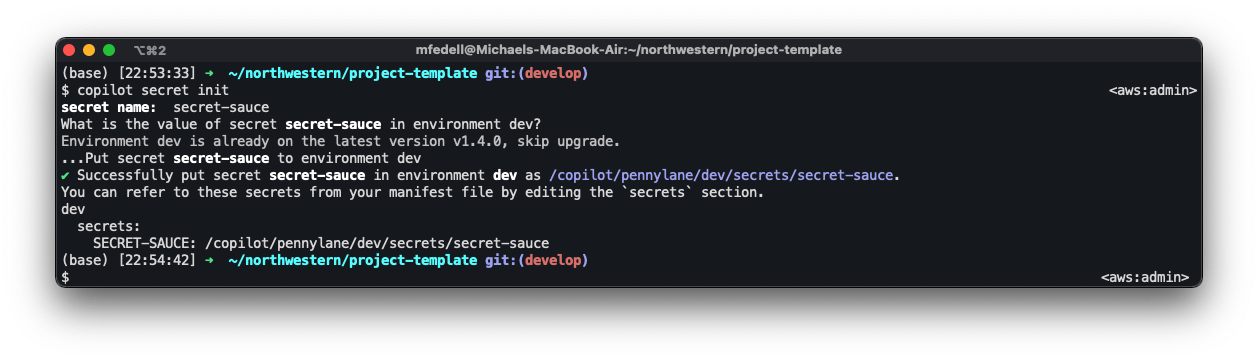 ⌥⌘2
mfedell@Michaels-MacBook-Air:~/northwestern/project-template
(base) [22:53:33] ➜  ~/northwestern/project-template git:(develop)
$ copilot secret init <aws:admin>
secret name:  secret-sauce
What is the value of secret secret-sauce in environment dev?
Environment dev is already on the latest version v1.4.0, skip upgrade.
...Put secret secret-sauce to environment dev
✔ Successfully put secret secret-sauce in environment dev as /copilot/pennylane/dev/secrets/secret-sauce.
You can refer to these secrets from your manifest file by editing the `secrets` section.
dev
  secrets:
    SECRET-SAUCE: /copilot/pennylane/dev/secrets/secret-sauce
(base) [22:54:42] ➜  ~/northwestern/project-template git:(develop)
$ <aws:admin>